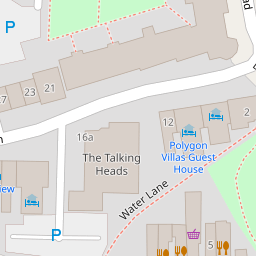 P
21
23
27
16a
The Talking
Heads
12
2
Polygon
Villas Guest
House
Water Lane
P
5